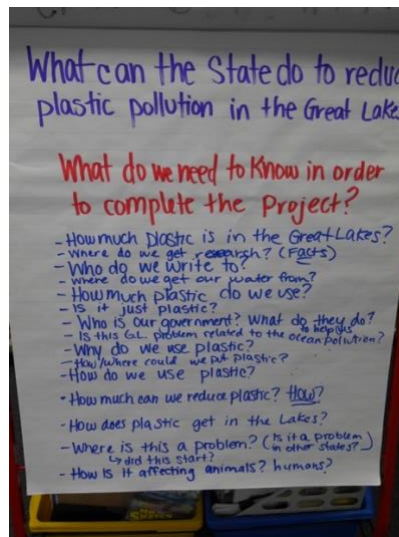 What can the State do to reduc
plastic pollution in the Great Lake
What do we need to know in order
to complete the Project?
- How much plastic is in the Great Lakes?
- Where do we get research? (Facts)
- Who do we write to?
- where do we get our water from?
- How much plastic do we use?
- Is it just plastic?
- Who is our government? What do they do?
to help us
- Is this G.L. problem related to the ocean pollution?
- Why do we use plastic?
- How/where could we put plastic?
- How do we use plastic?
• How much can we reduce plastic? How?
- How does plastic get in the Lakes?
- Where is this a problem? (Is it a problem
in other states?)
↳ did this start?
- How is it affecting animals? humans?